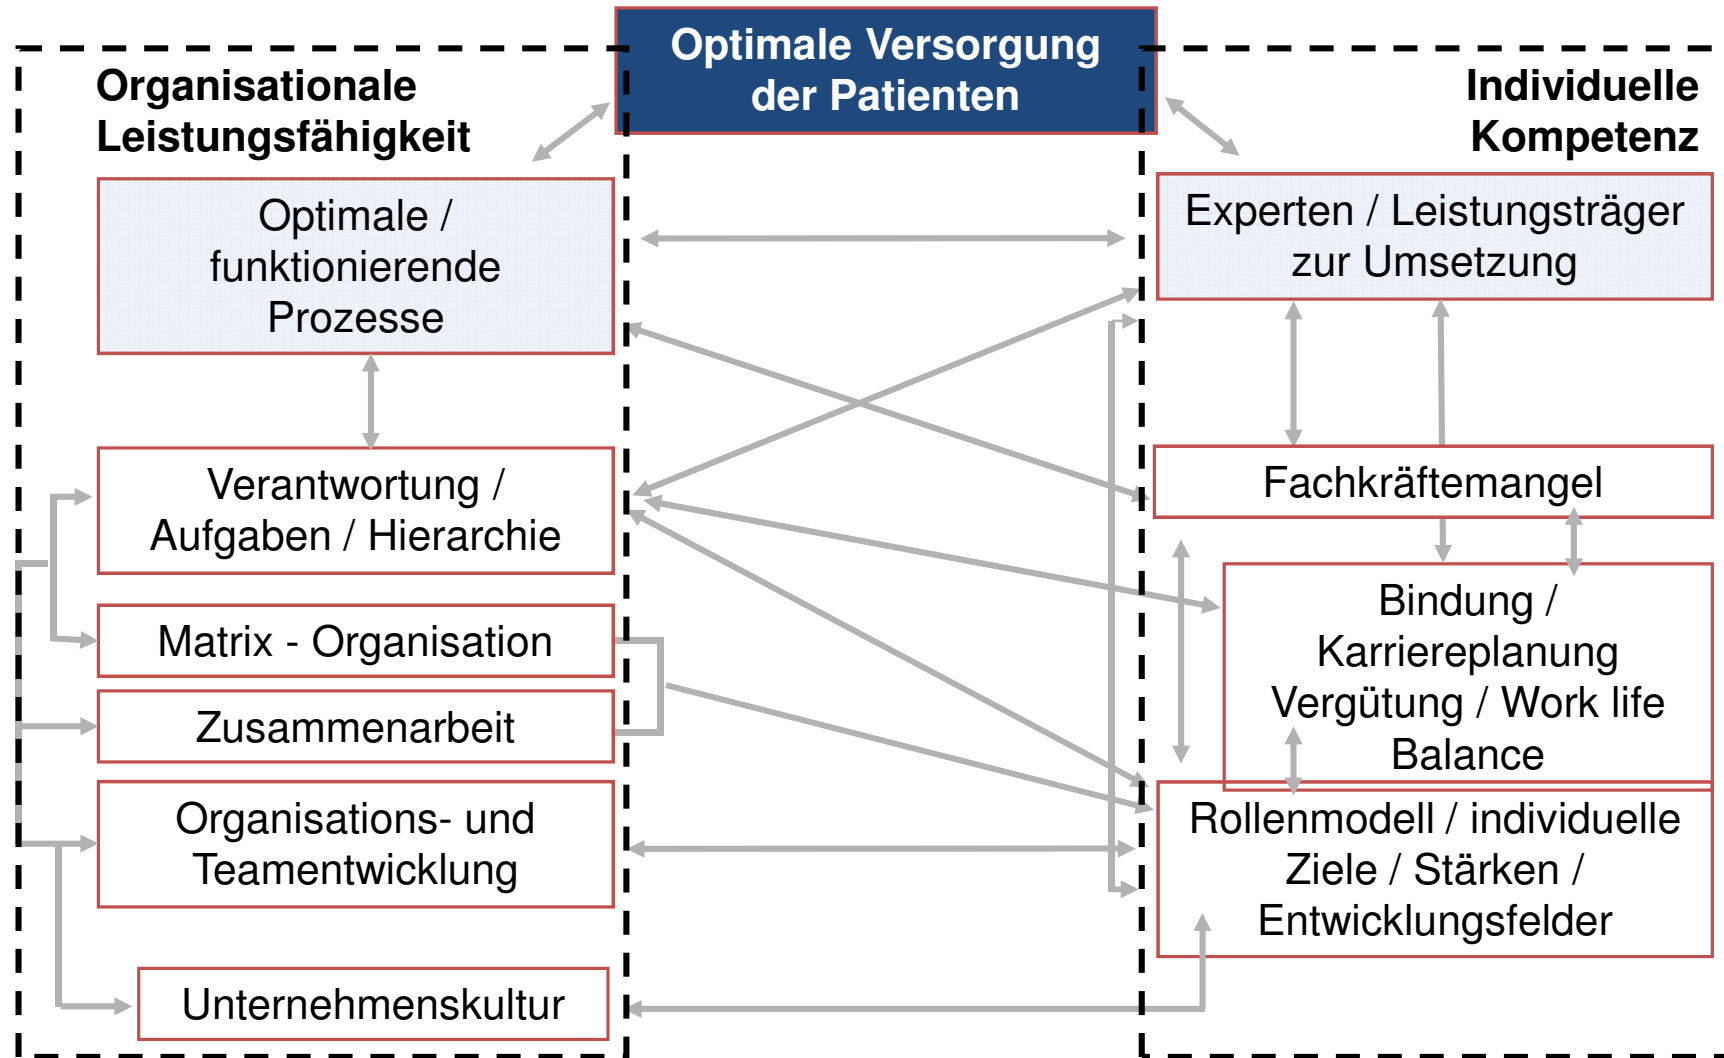 Optimale Versorgung
der Patienten
Organisationale
Leistungsfähigkeit
Optimale /
funktionierende
Prozesse
Verantwortung /
Aufgaben / Hierarchie
Matrix - Organisation
Zusammenarbeit
Organisations- und
Teamentwicklung
Unternehmenskultur
Individuelle
Kompetenz
Experten / Leistungsträger
zur Umsetzung
Fachkräftemangel
Bindung /
Karriereplanung
Vergütung / Work life
Balance
Rollenmodell / individuelle
Ziele / Stärken /
Entwicklungsfelder